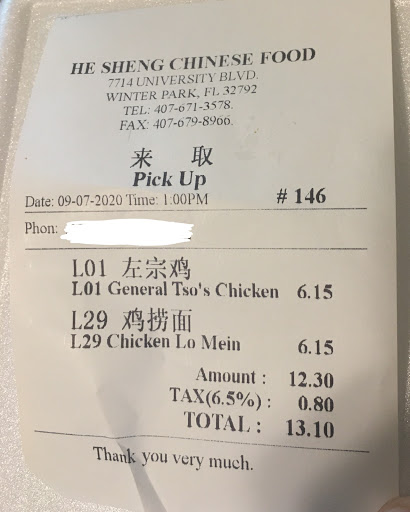 HE SHENG CHINESE FOOD
7714 UNIVERSITY BLVD.
WINTER PARK, FL 32792
TEL: 407-671-3578.
FAX: 407-679-8966.
来 取
Pick Up
Date: 09-07-2020 Time: 1:00PM # 146
Phon:
L01 左宗鸡
L01 General Tso's Chicken 6.15
L29 鸡捞面
L29 Chicken Lo Mein 6.15
Amount : 12.30
TAX(6.5%) : 0.80
TOTAL : 13.10
Thank you very much.